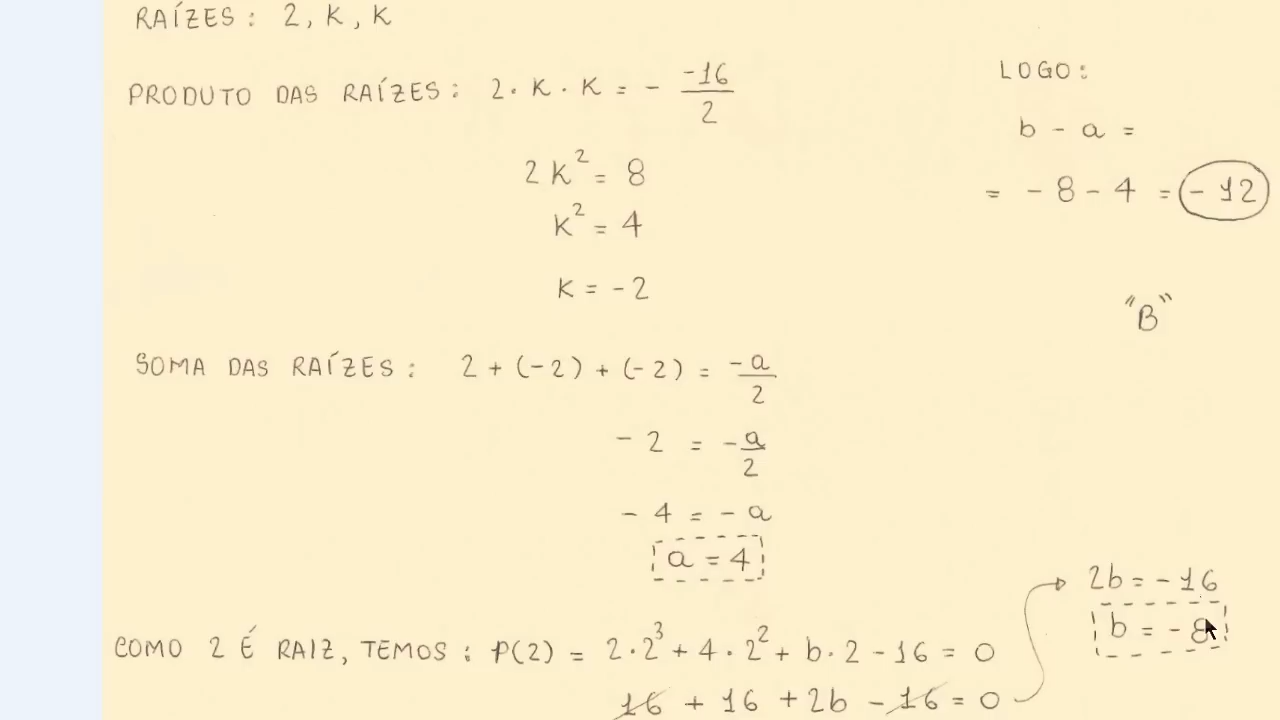 RAÍZES : 2, K, K
PRODUTO DAS RAÍZES : 2 · K · K = - -16/2
2K² = 8
K² = 4
K = -2
SOMA DAS RAÍZES : 2 + (-2) + (-2) = -a/2
-2 = -a/2
-4 = -a
a = 4
COMO 2 É RAIZ, TEMOS : P(2) = 2·2³ + 4·2² + b·2 - 16 = 0
16 + 16 + 2b - 16 = 0
2b = -16
b = -8
LOGO :
b - a =
= -8 - 4 = -12
"B"